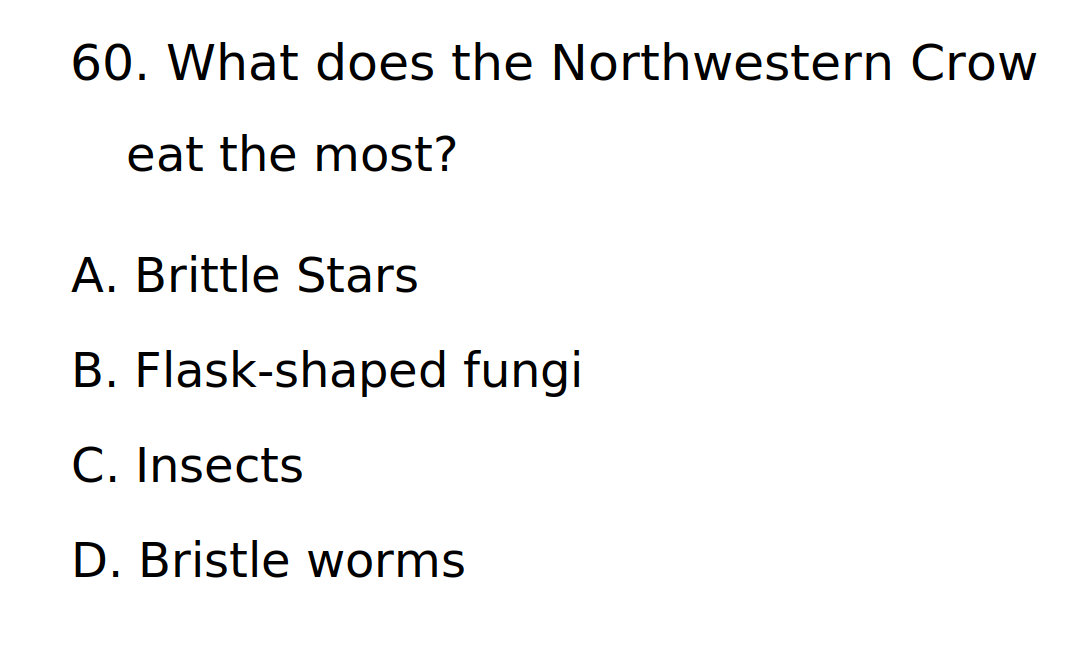 60. What does the Northwestern Crow
eat the most?
A. Brittle Stars
B. Flask-shaped fungi
C. Insects
D. Bristle worms